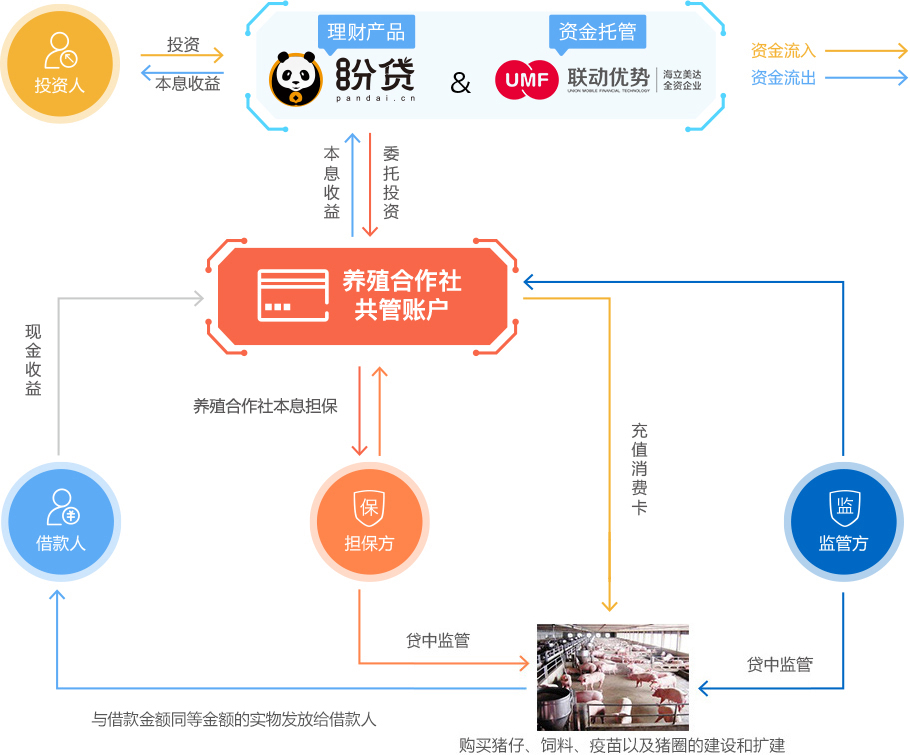 理财产品
资金托管
投资人
投资
本息收益
盼贷
pandai.cn
&
UMF
联动优势
UNION MOBILE FINANCIAL TECHNOLOGY
海立美达
全资企业
资金流入
资金流出
本息收益
委托投资
养殖合作社
共管账户
现金收益
养殖合作社本息担保
充值消费卡
借款人
保
担保方
监
监管方
贷中监管
贷中监管
与借款金额同等金额的实物发放给借款人
购买猪仔、饲料、疫苗以及猪圈的建设和扩建